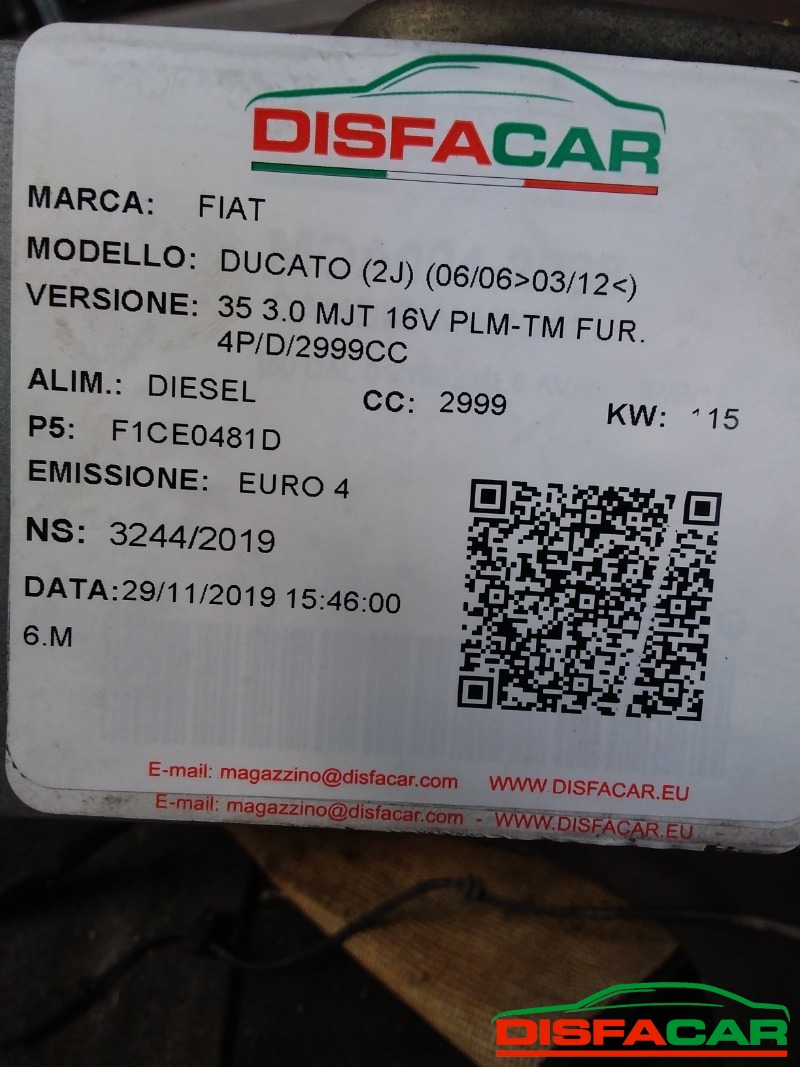 DISFACAR
MARCA: FIAT
MODELLO: DUCATO (2J) (06/06>03/12<)
VERSIONE: 35 3.0 MJT 16V PLM-TM FUR.
4P/D/2999CC
ALIM.: DIESEL CC: 2999 KW: 115
P5: F1CE0481D
EMISSIONE: EURO 4
NS: 3244/2019
DATA:29/11/2019 15:46:00
6.M
E-mail: magazzino@disfacar.com WWW.DISFACAR.EU
E-mail: magazzino@disfacar.com - WWW.DISFACAR.EU
DISFACAR